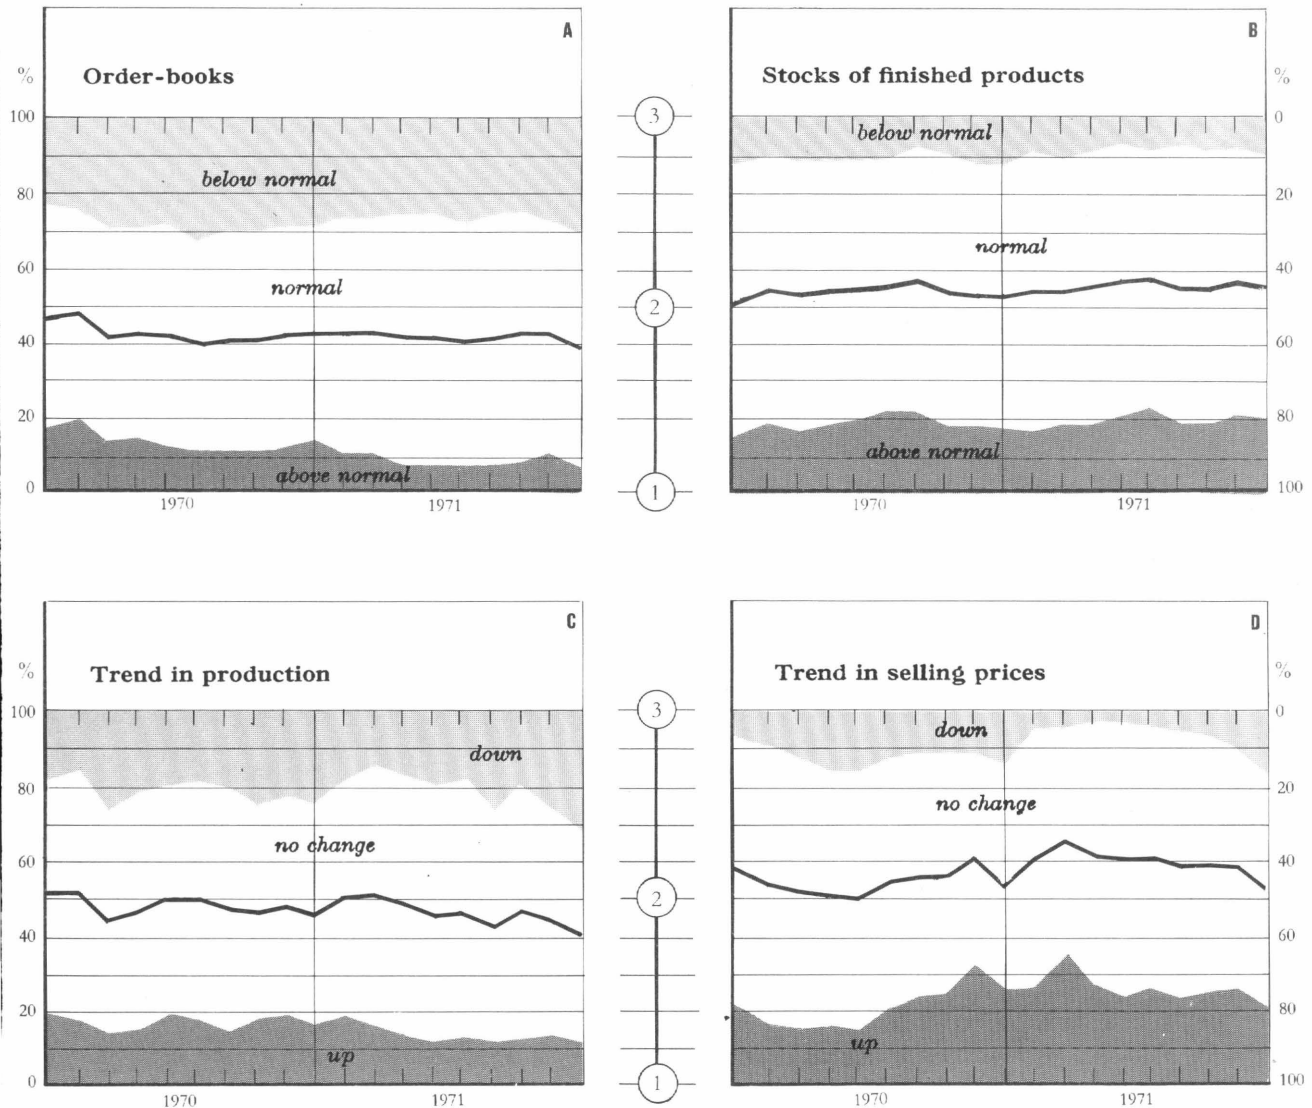 A
B
Order-books
Stocks of finished products
%
%
100
80
60
40
20
0
below normal
normal
above normal
1970
1971
3
2
1
below normal
normal
above normal
0
20
40
60
80
100
1970
1971
C
D
Trend in production
Trend in selling prices
%
%
100
80
60
40
20
0
down
no change
up
1970
1971
3
2
1
down
no change
up
0
20
40
60
80
100
1970
1971